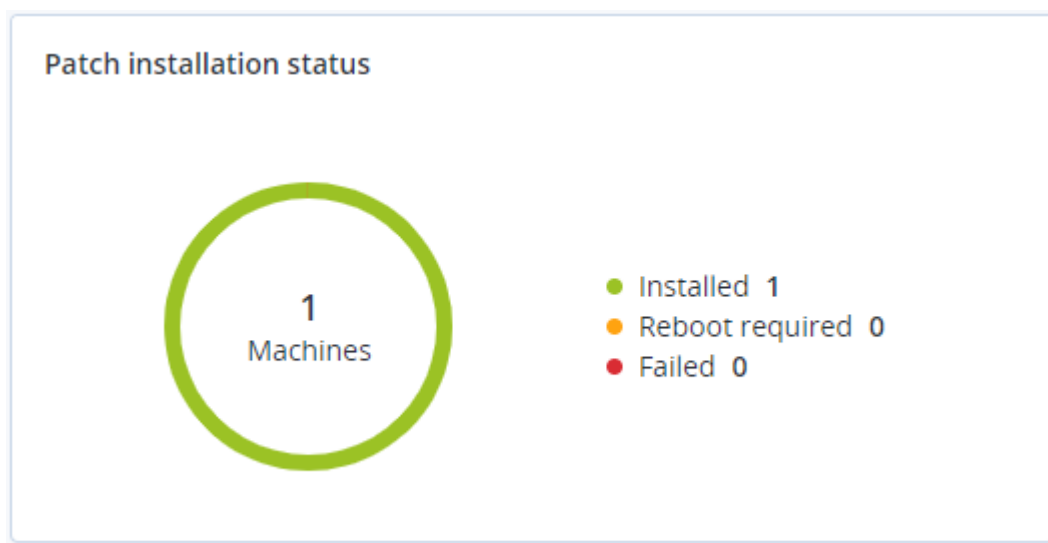 Patch installation status
1
Machines
Installed 1
Reboot required 0
Failed 0